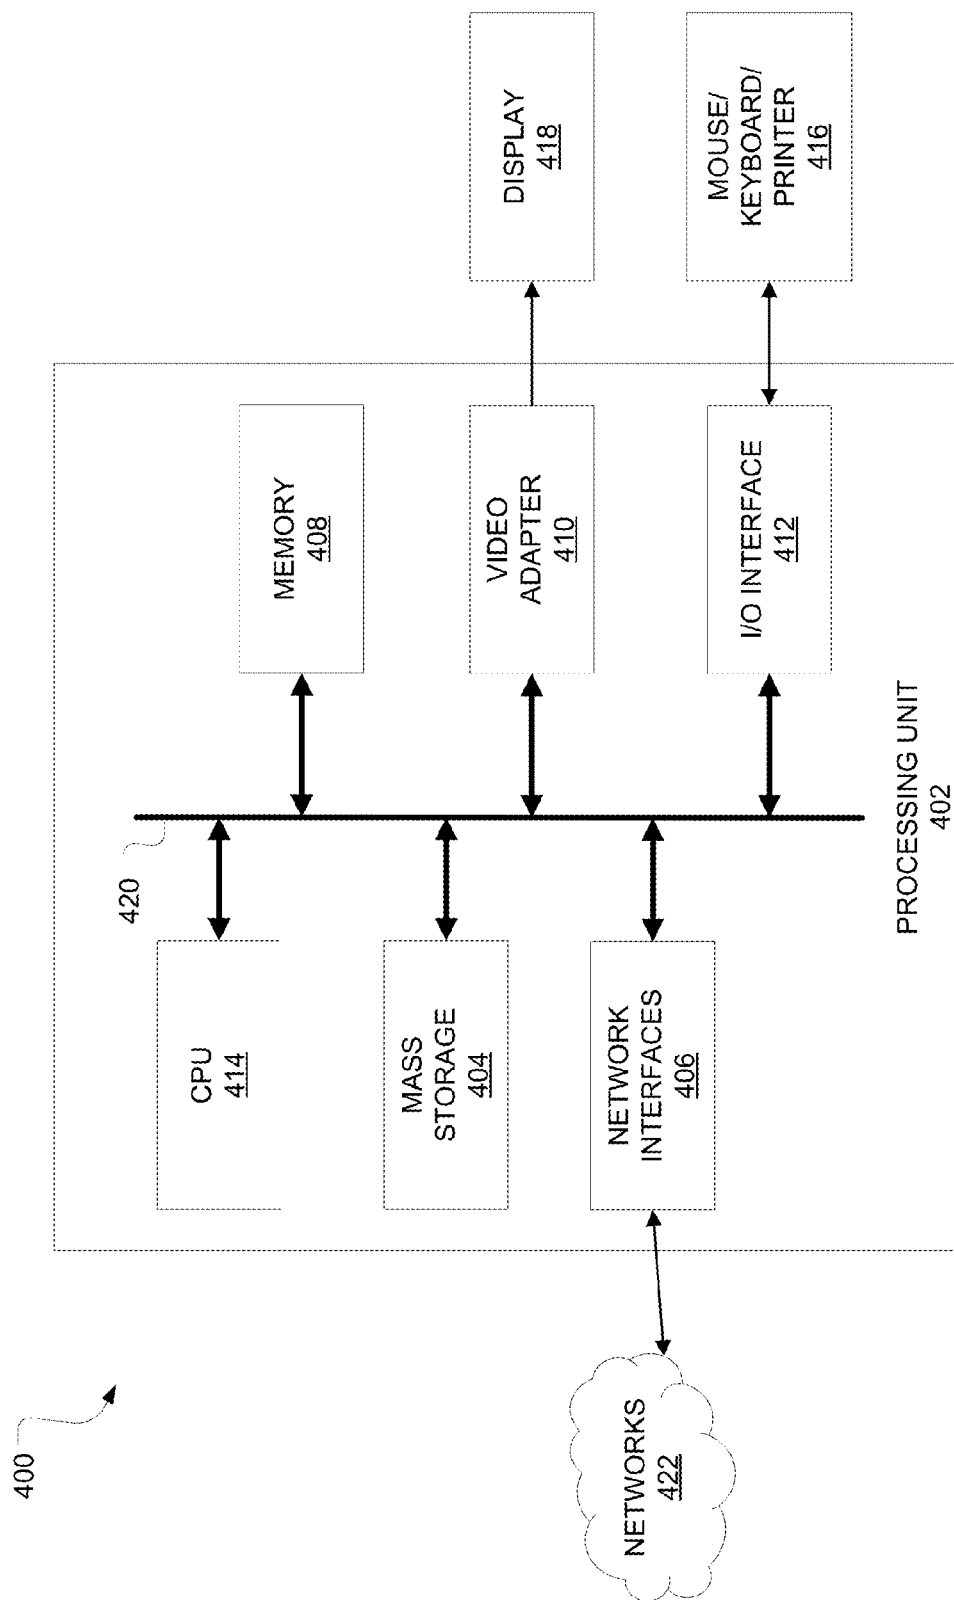 400
420
CPU
414
MEMORY
408
MASS
STORAGE
404
VIDEO
ADAPTER
410
DISPLAY
418
NETWORKS
422
NETWORK
INTERFACES
406
I/O INTERFACE
412
MOUSE/
KEYBOARD/
PRINTER
416
PROCESSING UNIT
402